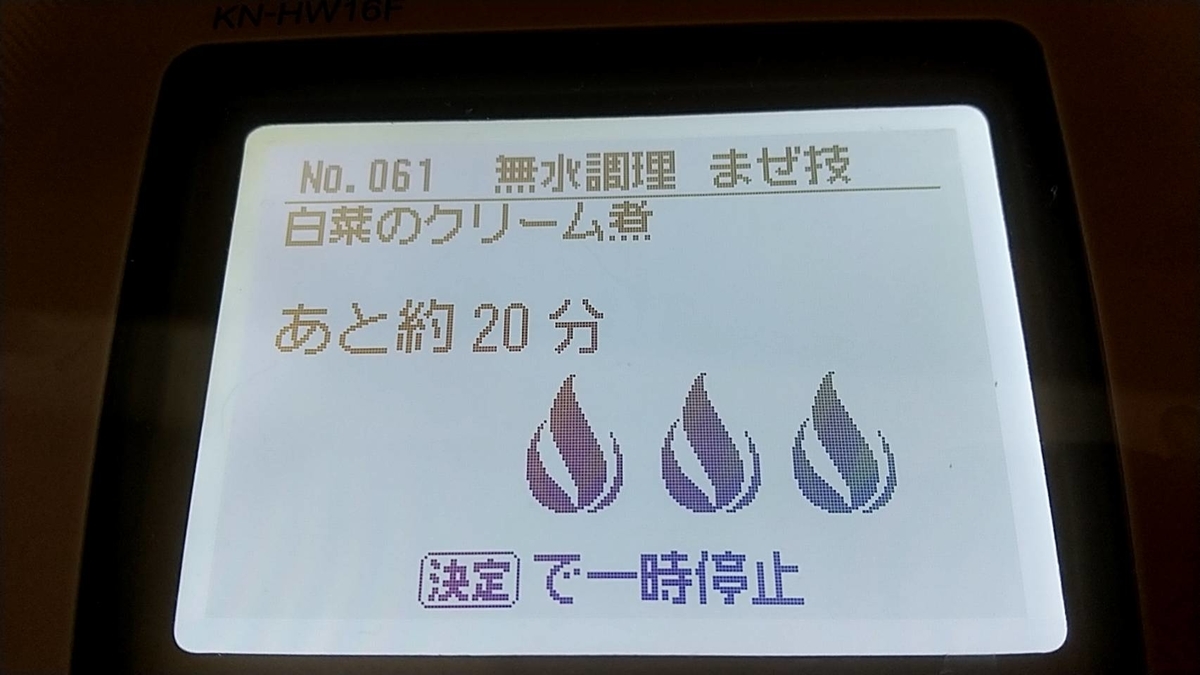 KN-HW16F
No.061 無水調理 まぜ技
白菜のクリーム煮
あと約20分
決定で一時停止